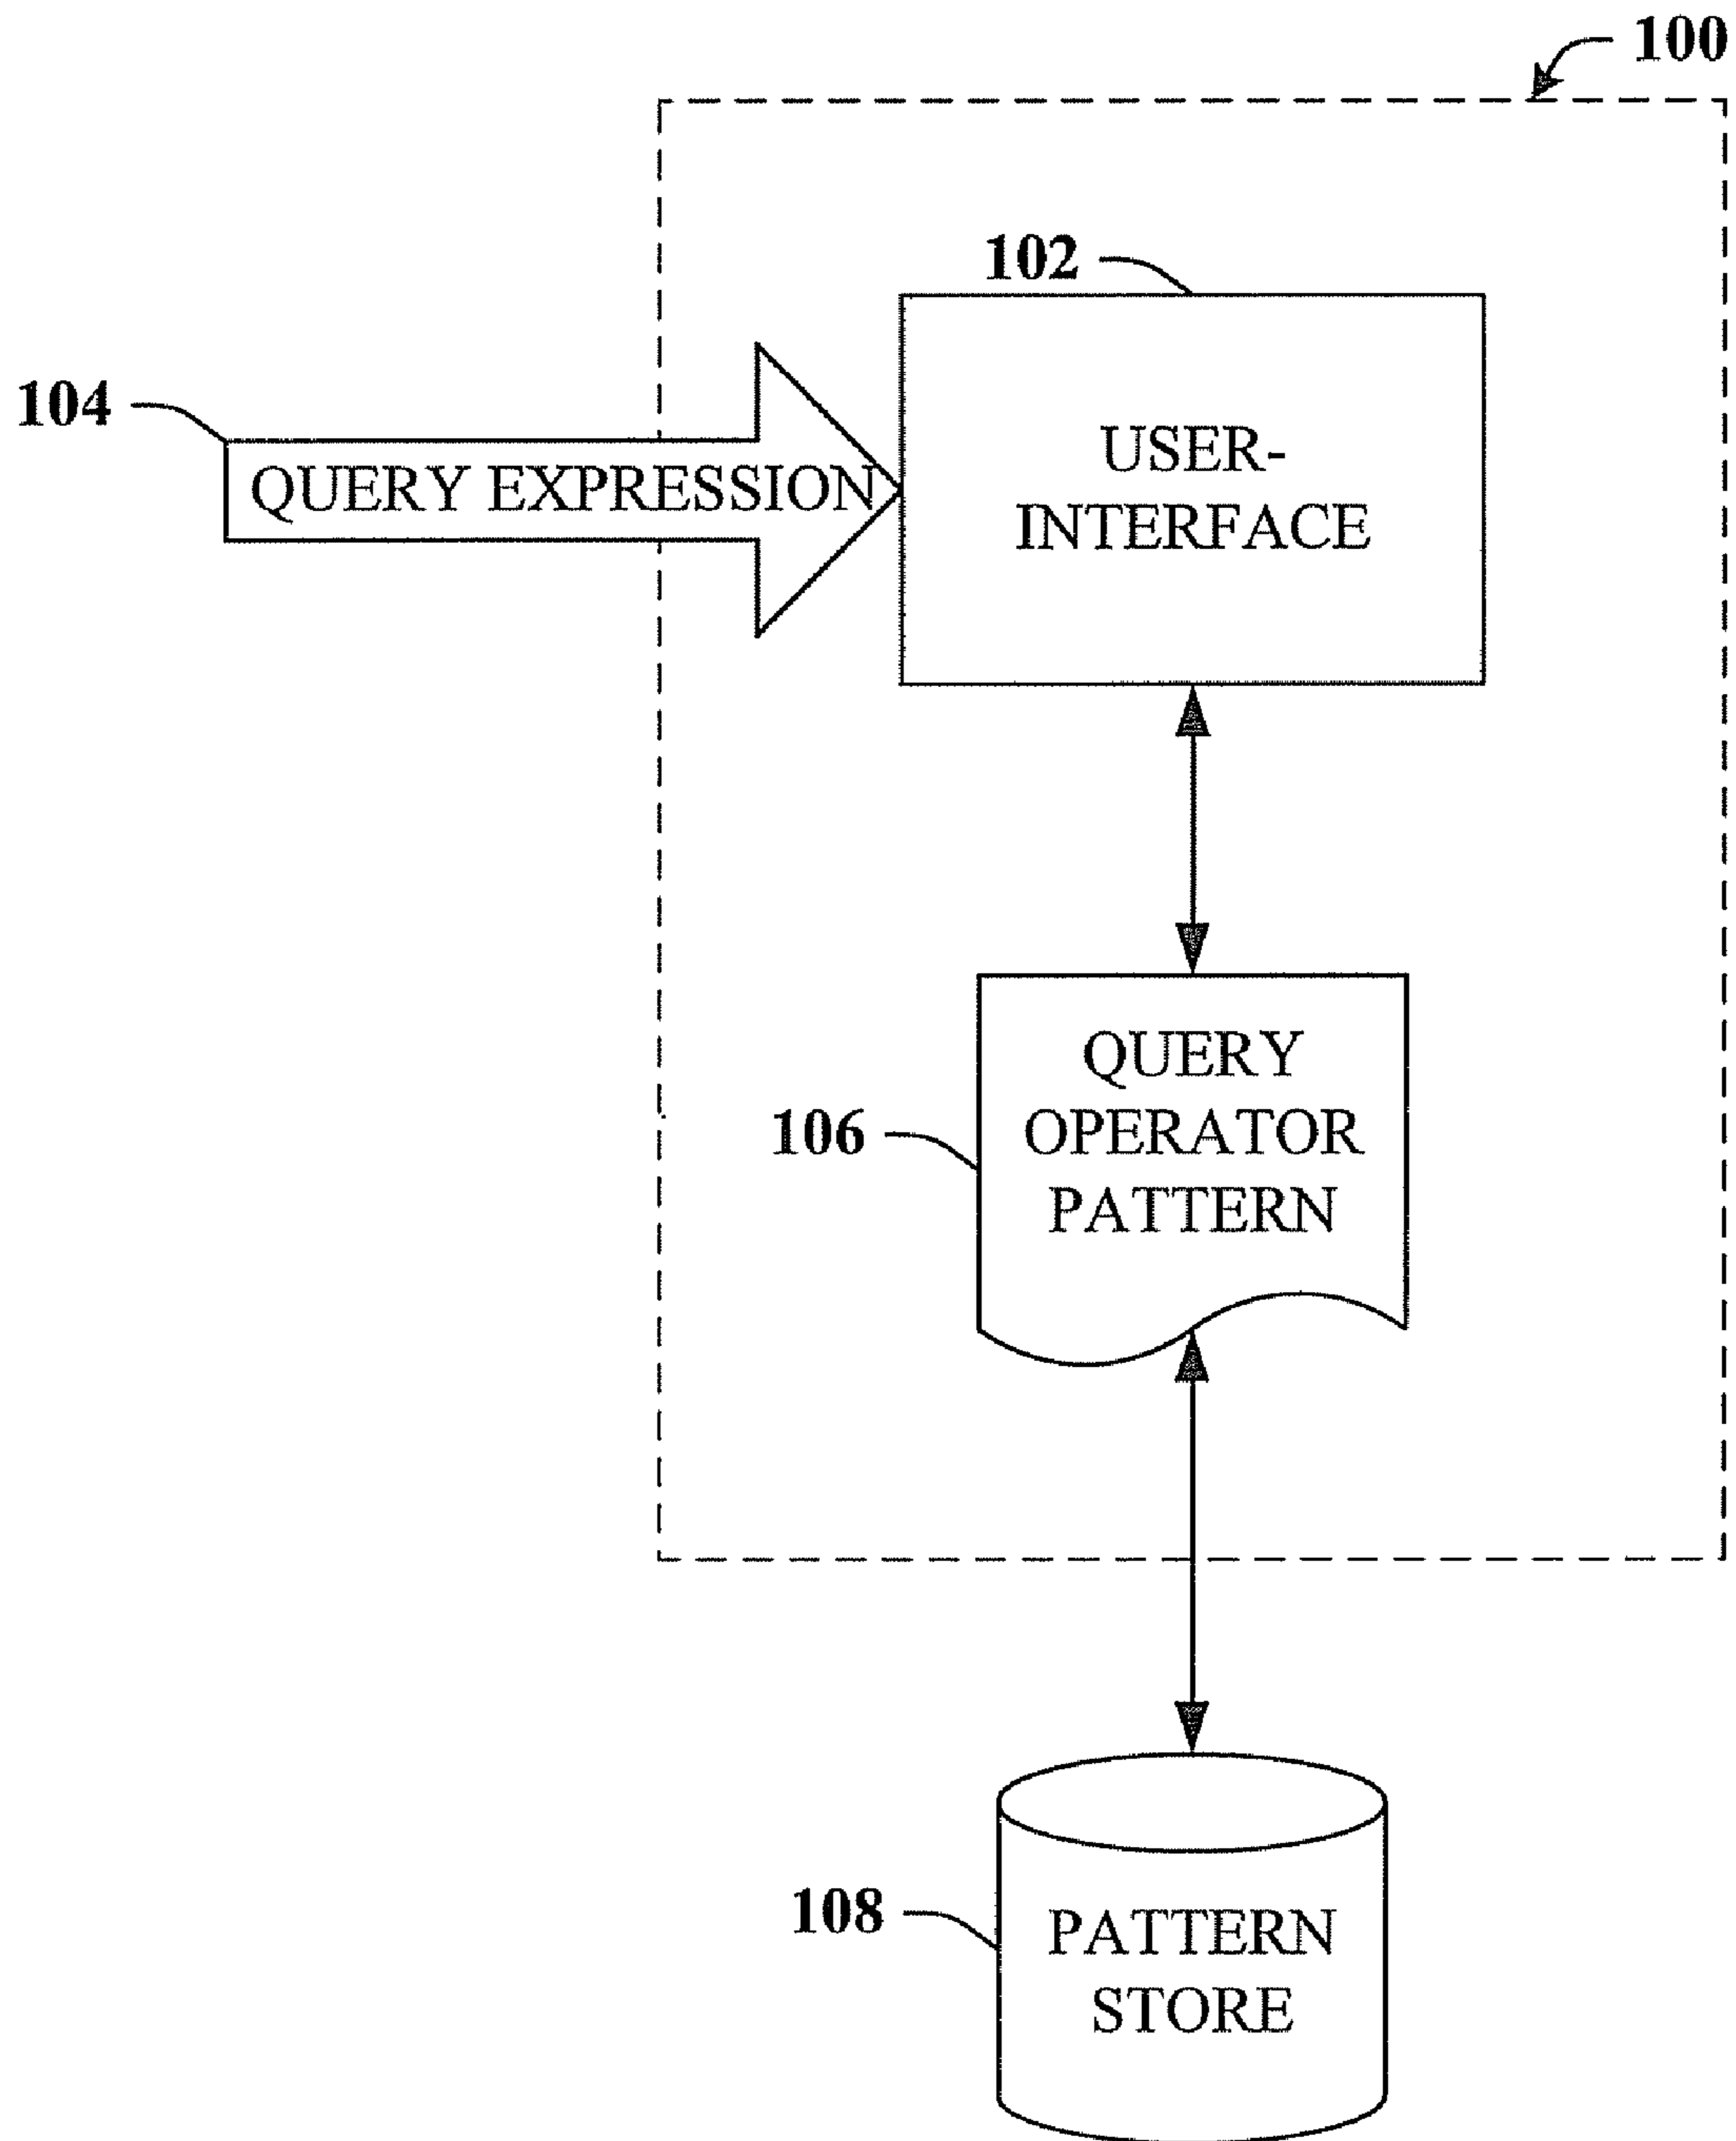 100
102
104
QUERY EXPRESSION
USER-
INTERFACE
106
QUERY
OPERATOR
PATTERN
108
PATTERN
STORE